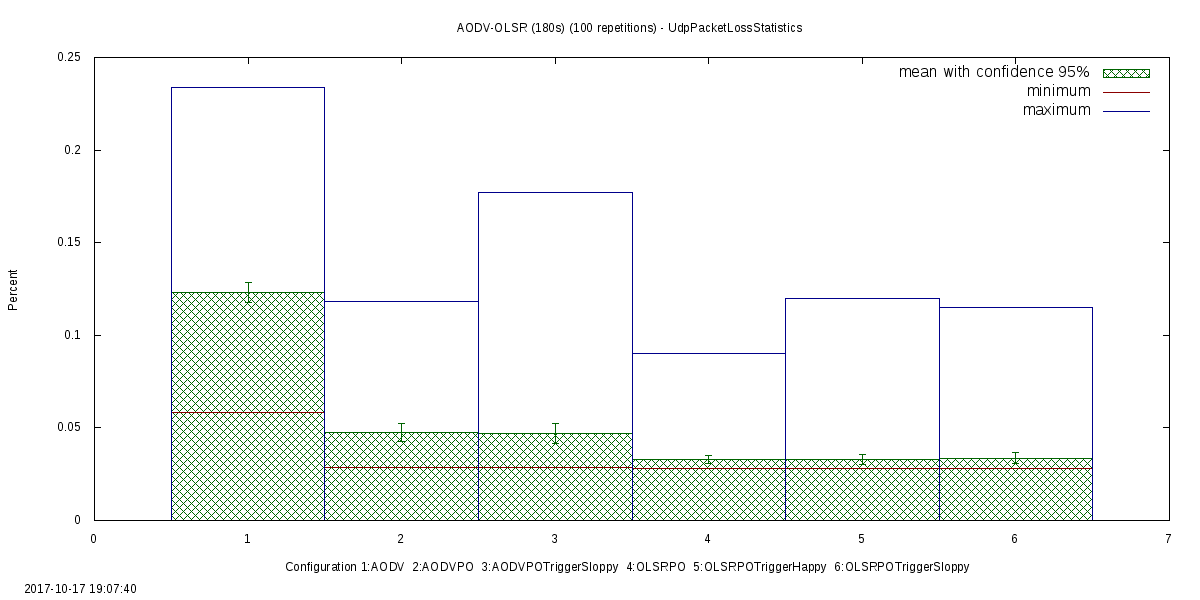 AODV-OLSR (180s) (100 repetitions) - UdpPacketLossStatistics
0.25
mean with confidence 95%
minimum
maximum
0.2
0.15
Percent
0.1
0.05
0
0 1 2 3 4 5 6 7
Configuration 1:AODV 2:AODVPO 3:AODVPOTriggerSloppy 4:OLSRPO 5:OLSRPOTriggerHappy 6:OLSRPOTriggerSloppy
2017-10-17 19:07:40